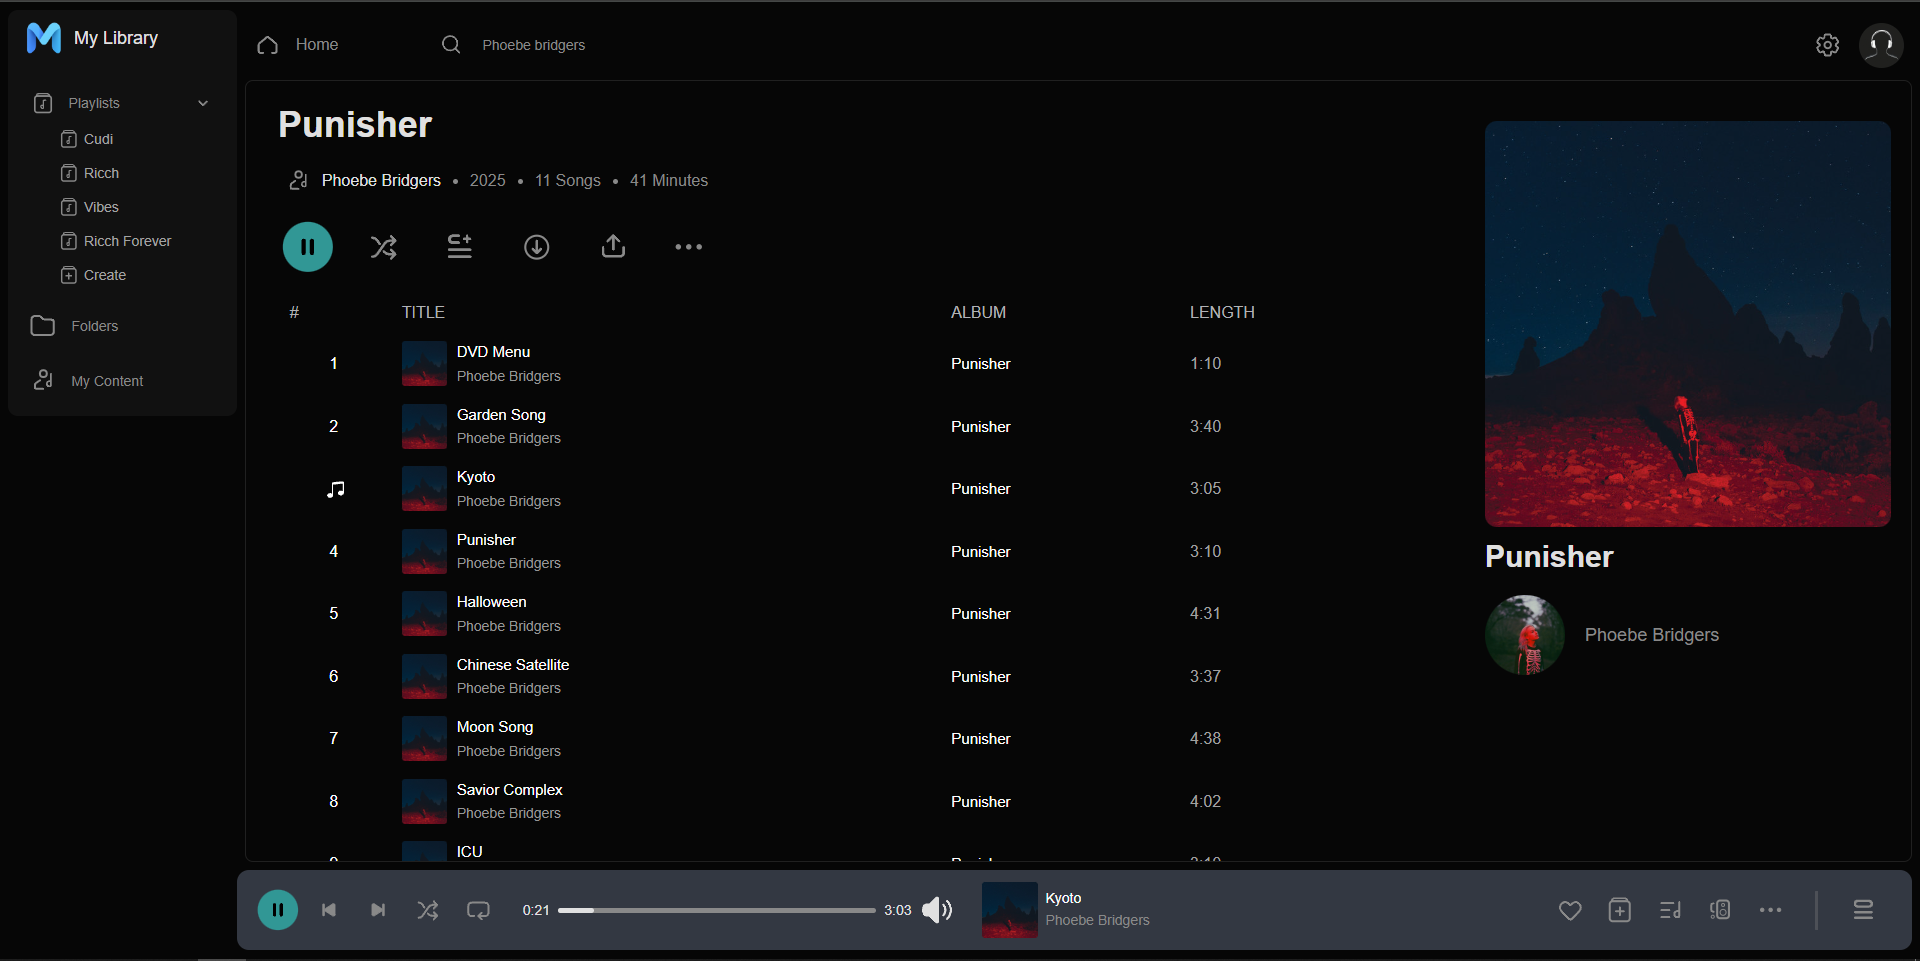 My Library
Home
Phoebe bridgers
Playlists
Cudi
Ricch
Vibes
Ricch Forever
Create
Folders
My Content
Punisher
Phoebe Bridgers • 2025 • 11 Songs • 41 Minutes
# TITLE ALBUM LENGTH
1 DVD Menu Punisher 1:10
Phoebe Bridgers
2 Garden Song Punisher 3:40
Phoebe Bridgers
Kyoto Punisher 3:05
Phoebe Bridgers
4 Punisher Punisher 3:10
Phoebe Bridgers
5 Halloween Punisher 4:31
Phoebe Bridgers
6 Chinese Satellite Punisher 3:37
Phoebe Bridgers
7 Moon Song Punisher 4:38
Phoebe Bridgers
8 Savior Complex Punisher 4:02
Phoebe Bridgers
ICU
Punisher
Phoebe Bridgers
0:21 3:03
Kyoto
Phoebe Bridgers